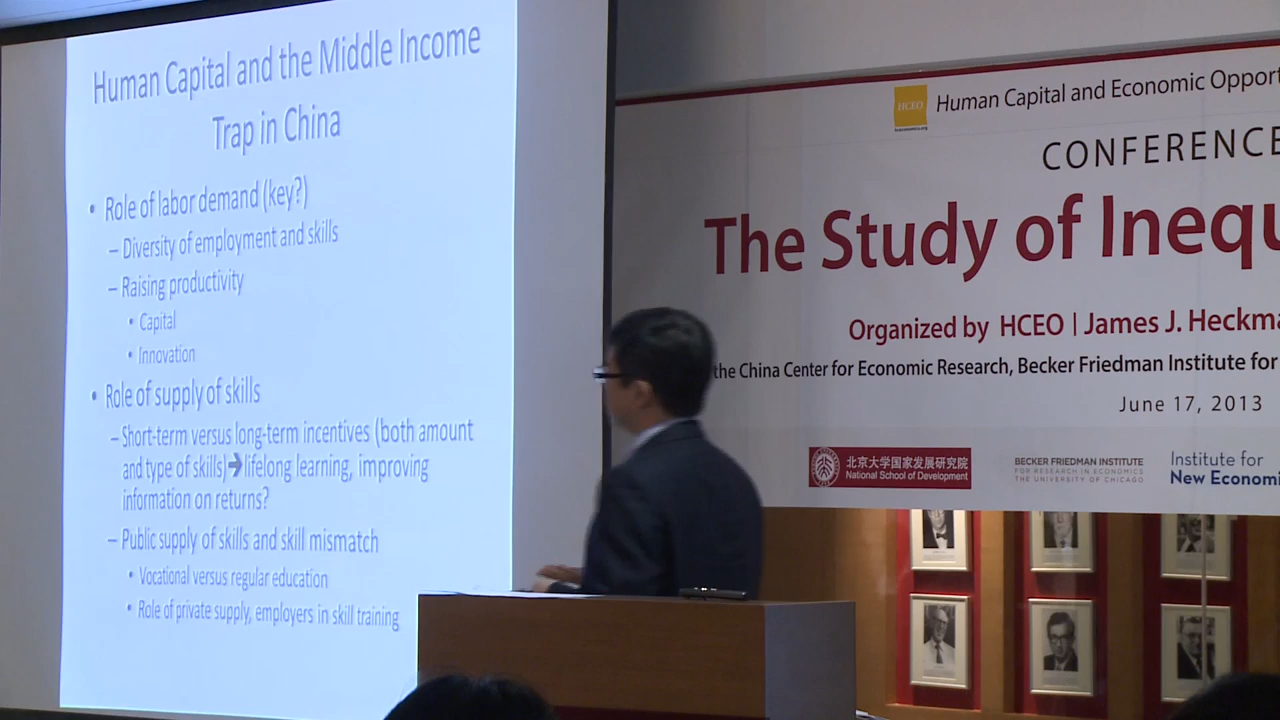 Human Capital and the Middle Income
Trap in China
• Role of labor demand (key?)
– Diversity of employment and skills
– Raising productivity
• Capital
• Innovation
• Role of supply of skills
– Short-term versus long-term incentives (both amount
and type of skills)➔lifelong learning, improving
information on returns?
– Public supply of skills and skill mismatch
• Vocational versus regular education
• Role of private supply, employers in skill training
HCEO
hceconomics.org
Human Capital and Economic Opport
CONFERENCE
The Study of Inequ
Organized by HCEO | James J. Heckma
the China Center for Economic Research, Becker Friedman Institute for
June 17, 2013
北京大学国家发展研究院
National School of Development
BECKER FRIEDMAN INSTITUTE
FOR RESEARCH IN ECONOMICS
THE UNIVERSITY OF CHICAGO
Institute for
New Economi